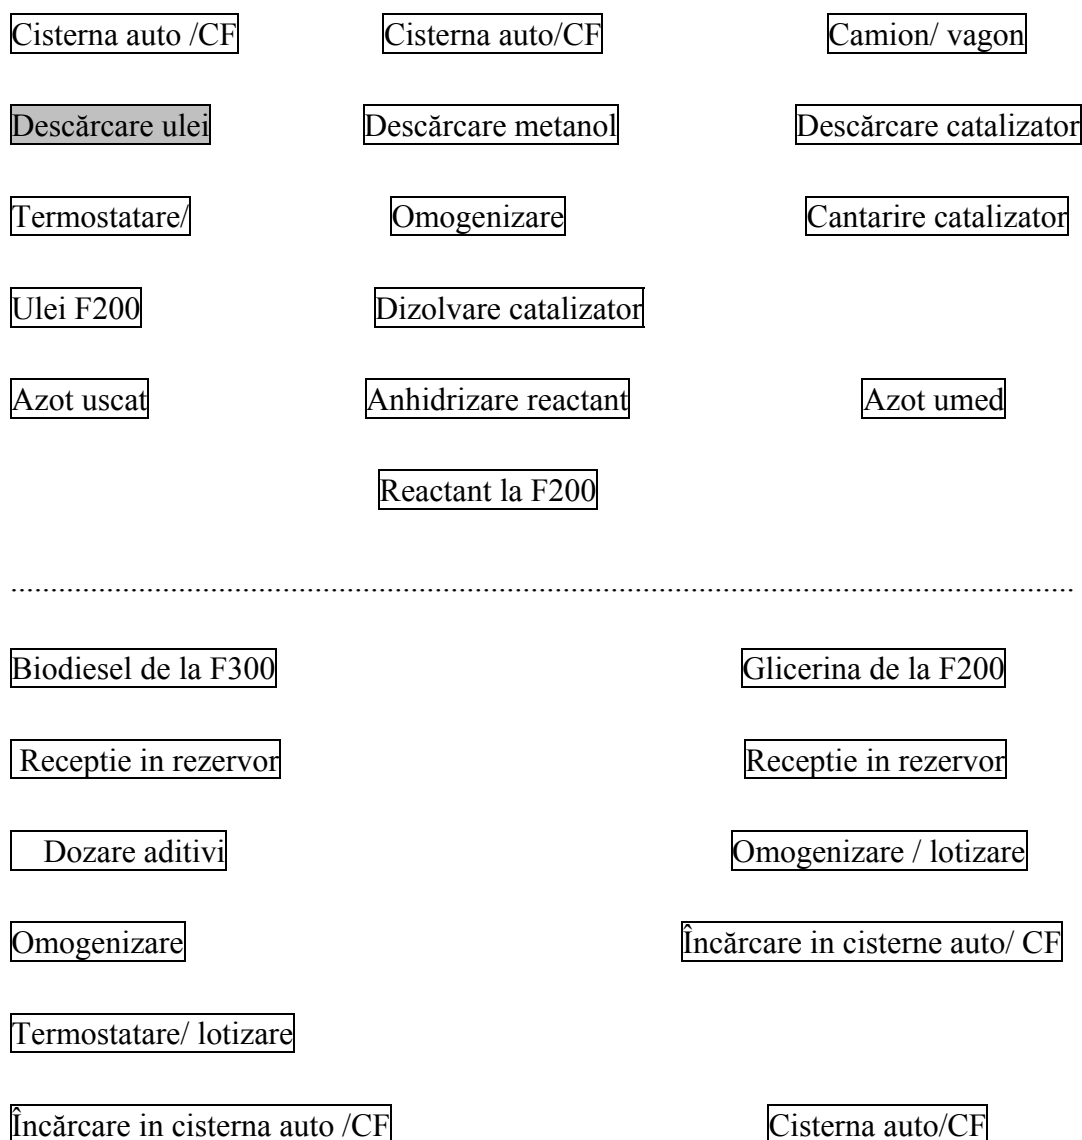 Cisterna auto /CF Cisterna auto/CF Camion/ vagon
Descărcare ulei Descărcare metanol Descărcare catalizator
Termostatare/ Omogenizare Cantarire catalizator
Ulei F200 Dizolvare catalizator
Azot uscat Anhidrizare reactant Azot umed
Reactant la F200
.....................................................................................................................................
Biodiesel de la F300 Glicerina de la F200
Receptie in rezervor Receptie in rezervor
Dozare aditivi Omogenizare / lotizare
Omogenizare Încărcare in cisterne auto/ CF
Termostatare/ lotizare
Încărcare in cisterna auto /CF Cisterna auto/CF